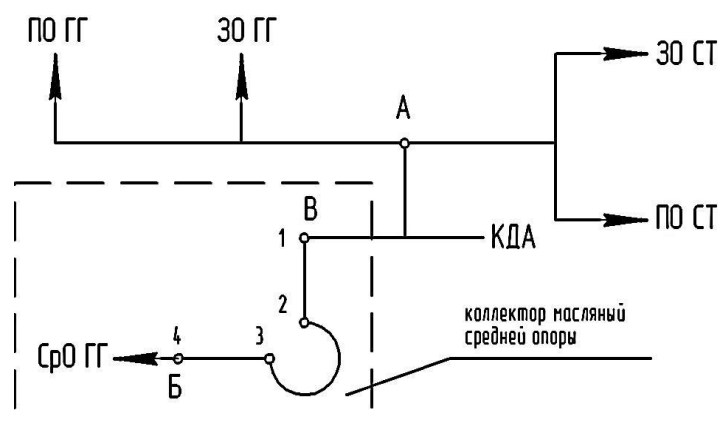 ПО ГГ
ЗО ГГ
ЗО СТ
А
ПО СТ
В
1
КДА
2
коллектор масляный
средней опоры
4
3
СрО ГГ
Б